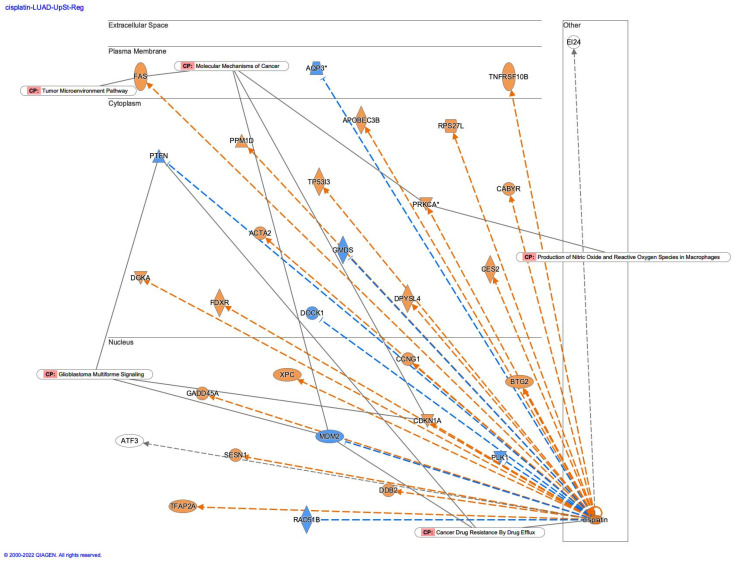 cisplatin-LUAD-UpSt-Reg
Extracellular Space
Other
EI24
Plasma Membrane
CP: Molecular Mechanisms of Cancer
AQP3*
FAS
TNFRSF10B
CP: Tumor Microenvironment Pathway
Cytoplasm
APOBEC3B
RPS27L
PPM1D
PTEN
TP53I3
CABYR
PRKCA*
ACTA2
GMDS
CP: Production of Nitric Oxide and Reactive Oxygen Species in Macrophages
CES2
DGKA
FDXR
DPYSL4
DOCK1
Nucleus
CCNG1
CP: Glioblastoma Multiforme Signaling
XPC
BTG2
GADD45A
CDKN1A
MDM2
ATF3
SESN1
PLK1
DDB2
TFAP2A
RAD51B
cisplatin
CP: Cancer Drug Resistance By Drug Efflux
© 2000-2022 QIAGEN. All rights reserved.